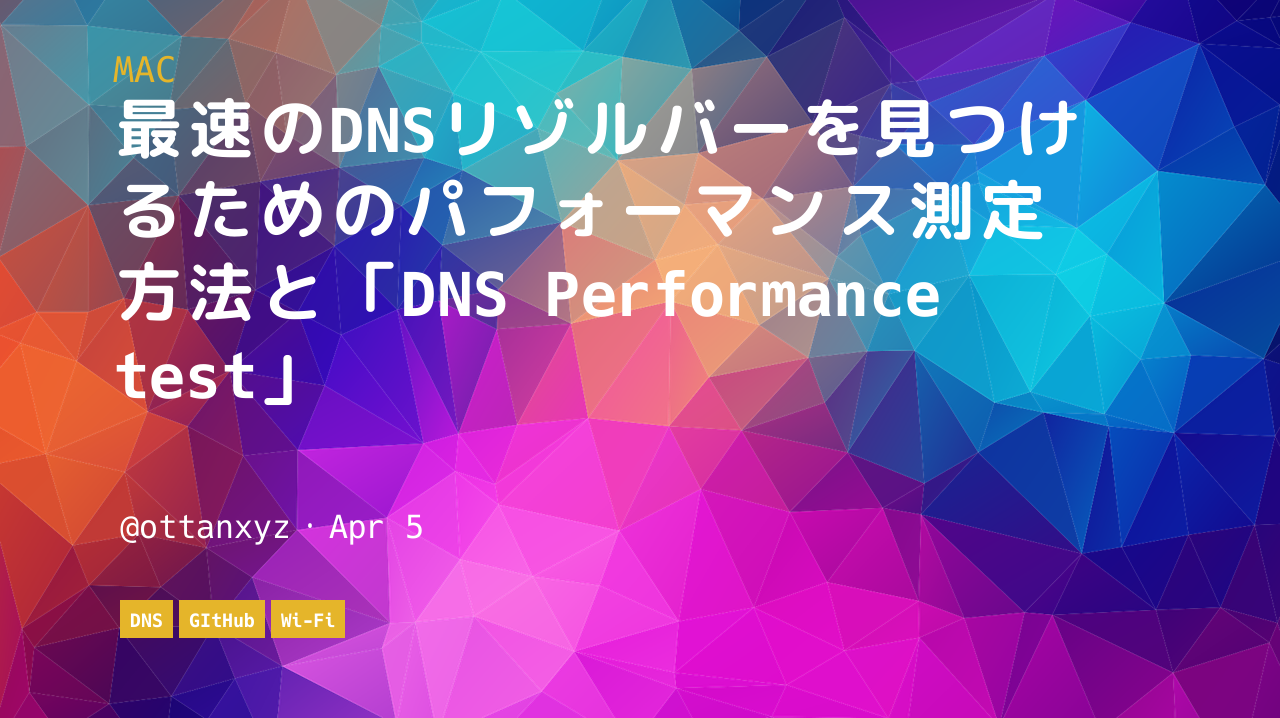 MAC
最速のDNSリゾルバーを見つけ
るためのパフォーマンス測定
方法と「DNS Performance
test」
@ottanxyz · Apr 5
DNS GItHub Wi-Fi